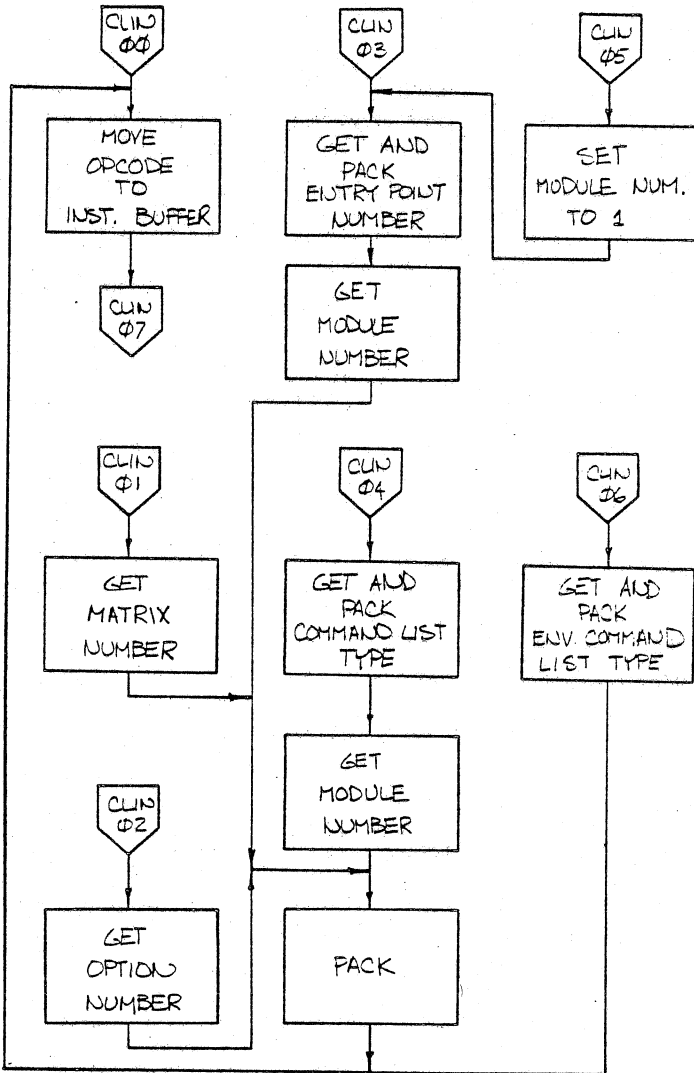 CLIN
ØØ
MOVE
OPCODE
TO
INST. BUFFER
CLIN
Ø7
CLIN
Ø3
GET AND
PACK
ENTRY POINT
NUMBER
GET
MODULE
NUMBER
CLIN
Ø5
SET
MODULE NUM.
TO 1
CLIN
Ø1
GET
MATRIX
NUMBER
CLIN
Ø2
GET
OPTION
NUMBER
CLIN
Ø4
GET AND
PACK
COMMAND LIST
TYPE
GET
MODULE
NUMBER
PACK
CLIN
Ø6
GET AND
PACK
ENV. COMMAND
LIST TYPE